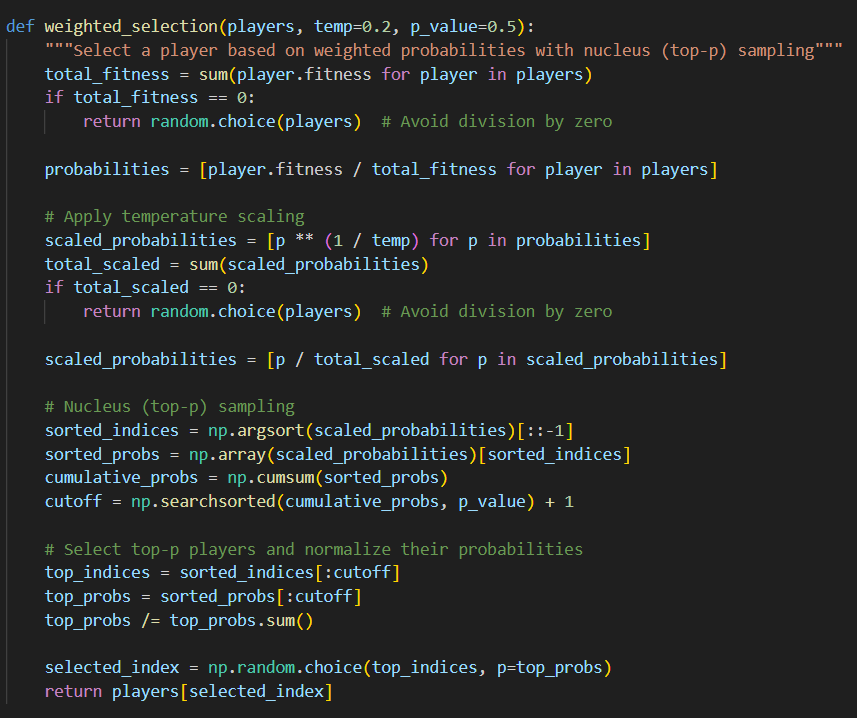 def weighted_selection(players, temp=0.2, p_value=0.5):
    """Select a player based on weighted probabilities with nucleus (top-p) sampling"""
    total_fitness = sum(player.fitness for player in players)
    if total_fitness == 0:
        return random.choice(players)  # Avoid division by zero

    probabilities = [player.fitness / total_fitness for player in players]

    # Apply temperature scaling
    scaled_probabilities = [p ** (1 / temp) for p in probabilities]
    total_scaled = sum(scaled_probabilities)
    if total_scaled == 0:
        return random.choice(players)  # Avoid division by zero

    scaled_probabilities = [p / total_scaled for p in scaled_probabilities]

    # Nucleus (top-p) sampling
    sorted_indices = np.argsort(scaled_probabilities)[::-1]
    sorted_probs = np.array(scaled_probabilities)[sorted_indices]
    cumulative_probs = np.cumsum(sorted_probs)
    cutoff = np.searchsorted(cumulative_probs, p_value) + 1

    # Select top-p players and normalize their probabilities
    top_indices = sorted_indices[:cutoff]
    top_probs = sorted_probs[:cutoff]
    top_probs /= top_probs.sum()

    selected_index = np.random.choice(top_indices, p=top_probs)
    return players[selected_index]